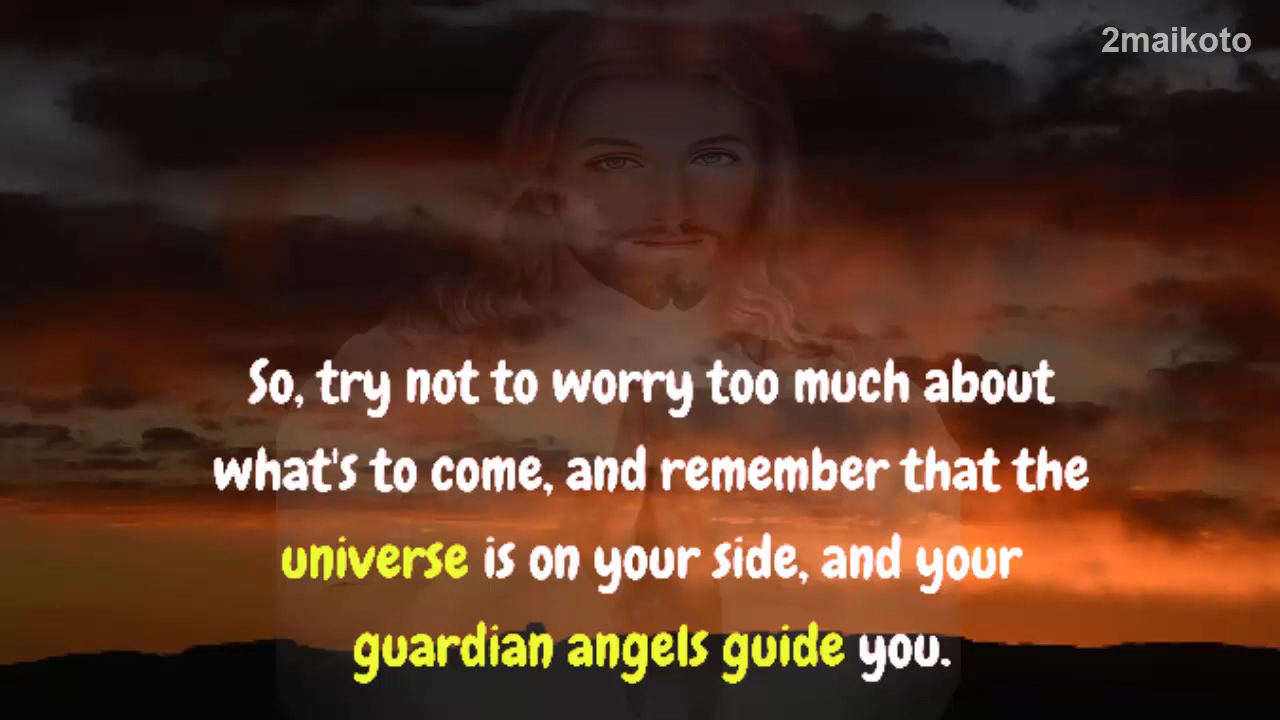 2maikoto
So, try not to worry too much about
what's to come, and remember that the
universe is on your side, and your
guardian angels guide you.